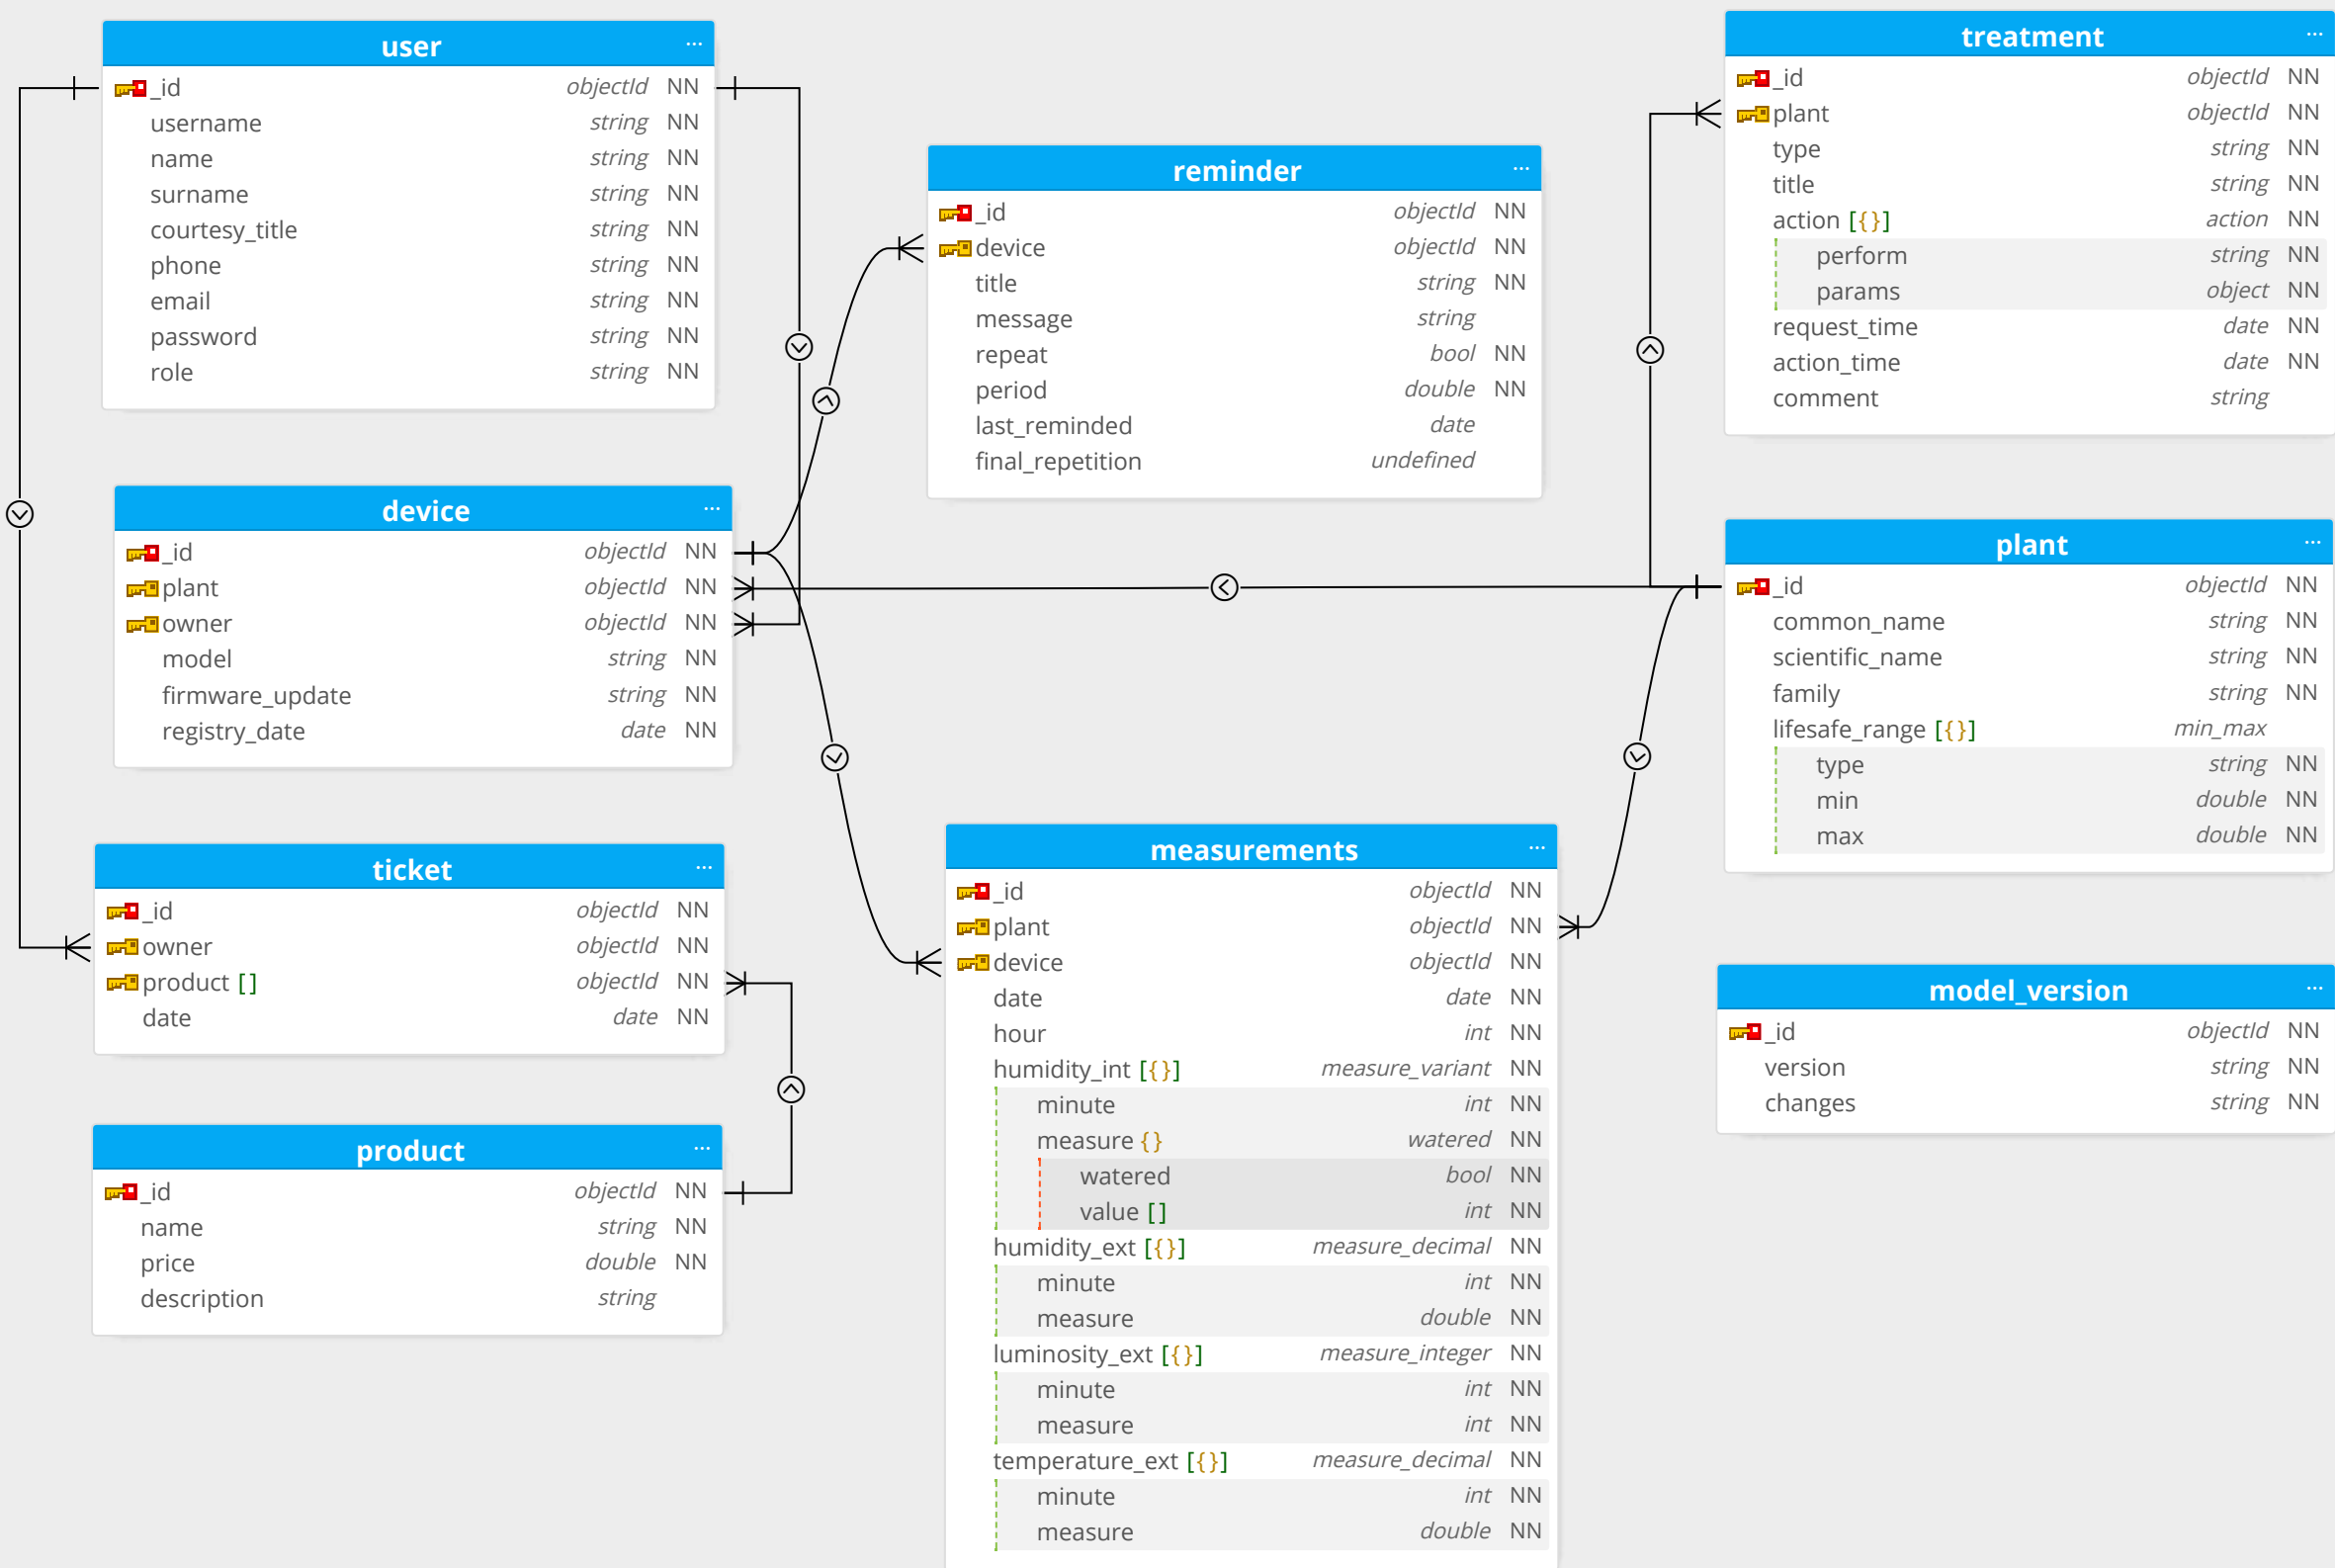 user ...
_id objectId NN
username string NN
name string NN
surname string NN
courtesy_title string NN
phone string NN
email string NN
password string NN
role string NN
device ...
_id objectId NN
plant objectId NN
owner objectId NN
model string NN
firmware_update string NN
registry_date date NN
ticket ...
_id objectId NN
owner objectId NN
product [] objectId NN
date date NN
product ...
_id objectId NN
name string NN
price double NN
description string
reminder ...
_id objectId NN
device objectId NN
title string NN
message string
repeat bool NN
period double NN
last_reminded date
final_repetition undefined
measurements ...
_id objectId NN
plant objectId NN
device objectId NN
date date NN
hour int NN
humidity_int [{}] measure_variant NN
minute int NN
measure {} watered NN
watered bool NN
value [] int NN
humidity_ext [{}] measure_decimal NN
minute int NN
measure double NN
luminosity_ext [{}] measure_integer NN
minute int NN
measure int NN
temperature_ext [{}] measure_decimal NN
minute int NN
measure double NN
treatment ...
_id objectId NN
plant objectId NN
type string NN
title string NN
action [{}] action NN
perform string NN
params object NN
request_time date NN
action_time date NN
comment string
plant ...
_id objectId NN
common_name string NN
scientific_name string NN
family string NN
lifesafe_range [{}] min_max
type string NN
min double NN
max double NN
model_version ...
_id objectId NN
version string NN
changes string NN